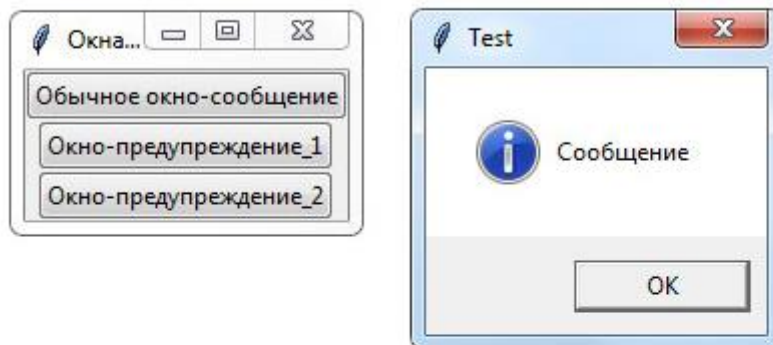 Окна...
Обычное окно-сообщение
Окно-предупреждение_1
Окно-предупреждение_2
Test
Сообщение
OK